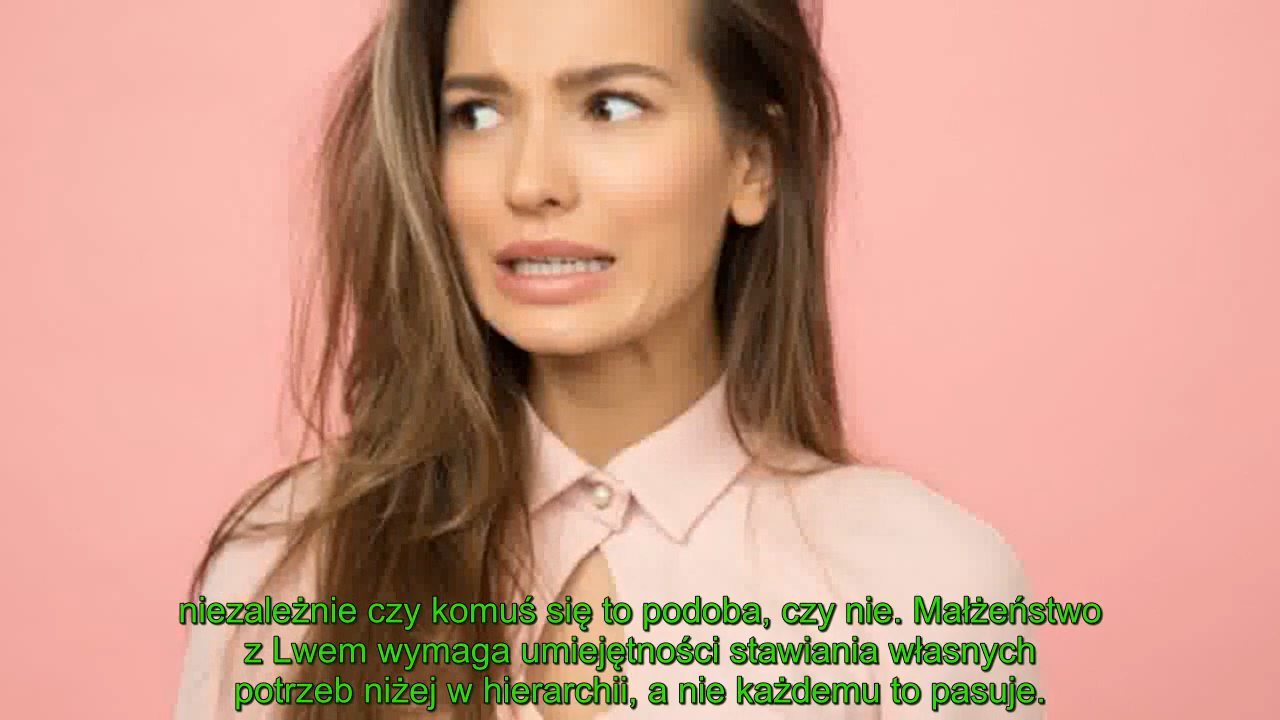 niezależnie czy komuś się to podoba, czy nie. Małżeństwo
z Lwem wymaga umiejętności stawiania własnych
potrzeb niżej w hierarchii, a nie każdemu to pasuje.